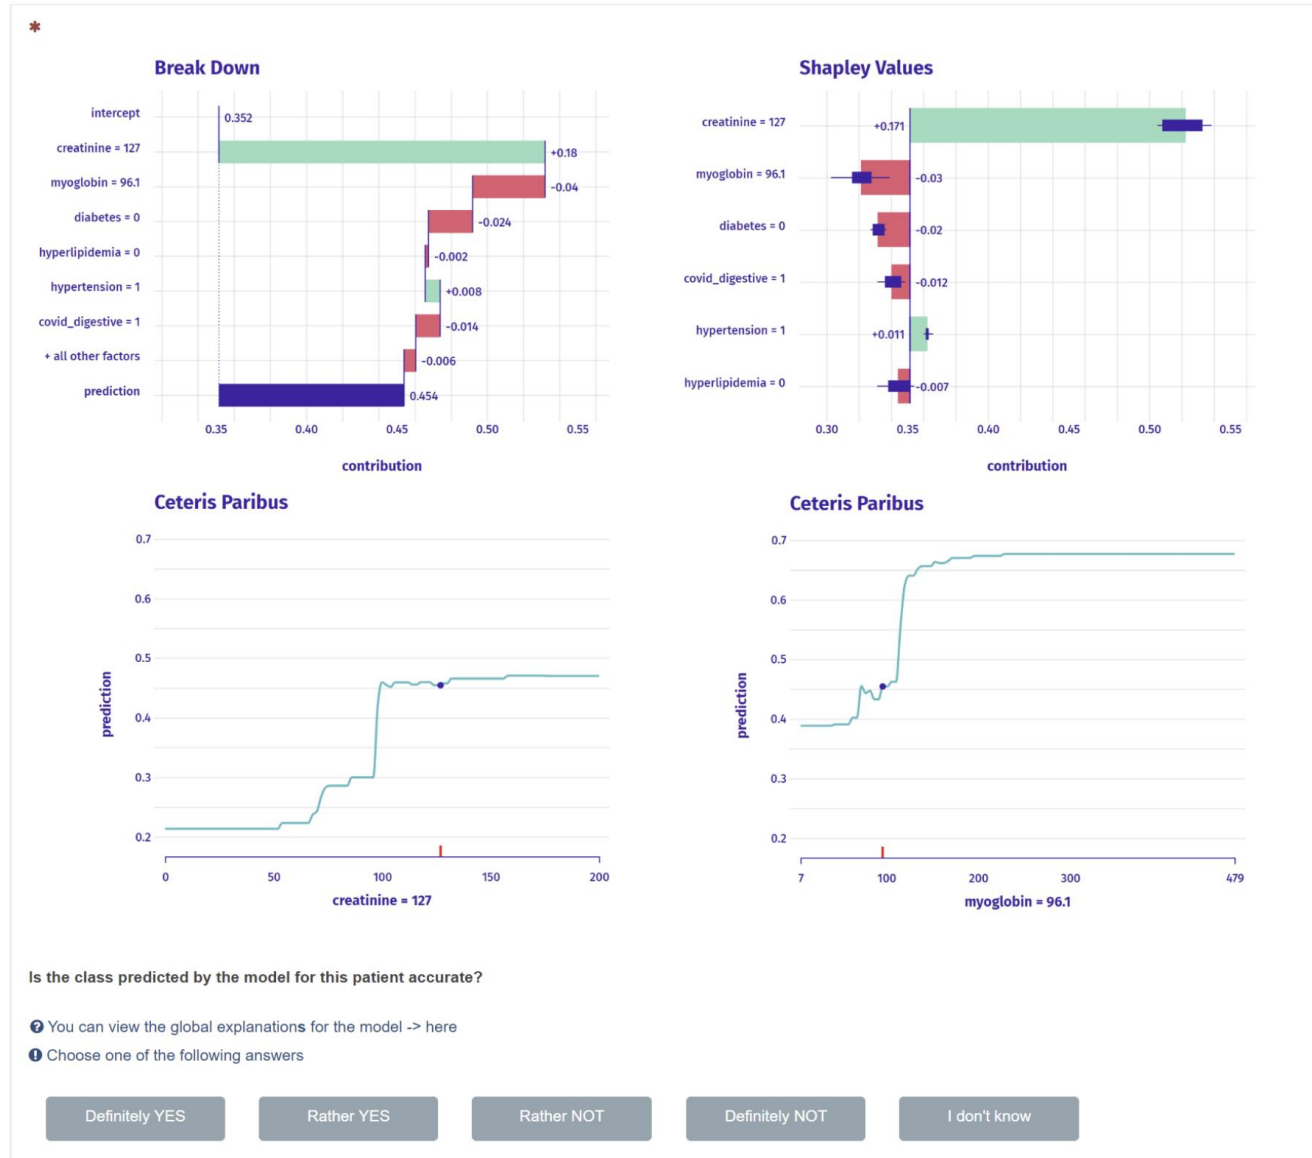 *
Break Down
intercept 0.352
creatinine = 127 +0.18
myoglobin = 96.1 -0.04
diabetes = 0 -0.024
hyperlipidemia = 0 -0.002
hypertension = 1 +0.008
covid_digestive = 1 -0.014
+ all other factors -0.006
prediction 0.454
0.35 0.40 0.45 0.50 0.55
contribution
Shapley Values
creatinine = 127 +0.171
myoglobin = 96.1 -0.03
diabetes = 0 -0.02
covid_digestive = 1 -0.012
hypertension = 1 +0.011
hyperlipidemia = 0 -0.007
0.30 0.35 0.40 0.45 0.50 0.55
contribution
Ceteris Paribus
0.7
0.6
0.5
0.4
0.3
0.2
prediction
0 50 100 150 200
creatinine = 127
Ceteris Paribus
0.7
0.6
0.5
0.4
0.3
0.2
prediction
7 100 200 300 479
myoglobin = 96.1
Is the class predicted by the model for this patient accurate?
? You can view the global explanations for the model -> here
! Choose one of the following answers
Definitely YES
Rather YES
Rather NOT
Definitely NOT
I don't know